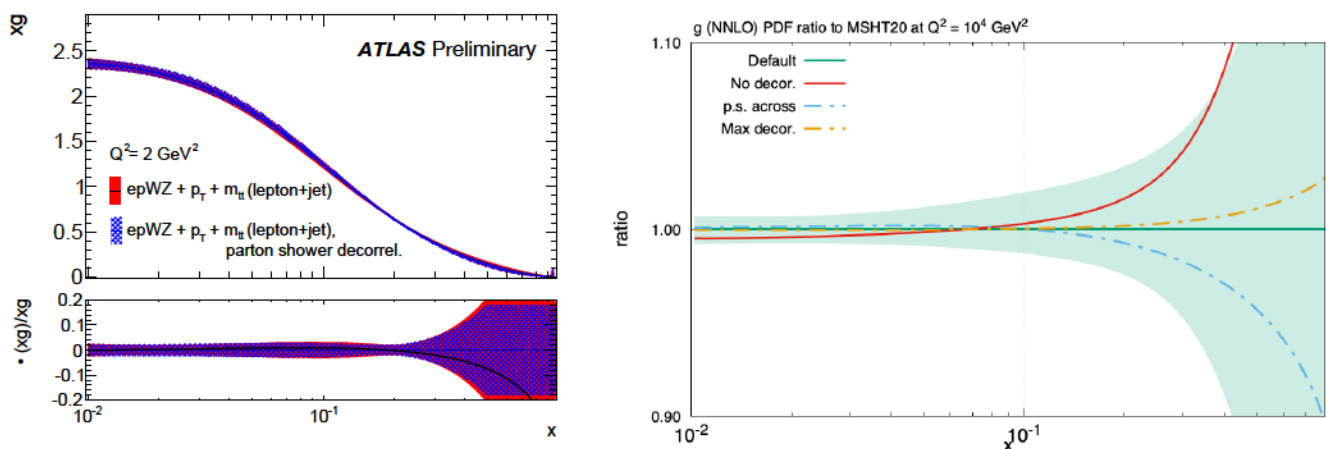 xg
2.5
2
1.5
1
0.5
0
ATLAS Preliminary
Q²= 2 GeV²
epWZ + p_T + m_tt (lepton+jet)
epWZ + p_T + m_tt (lepton+jet),
parton shower decorrel.
• (xg)/xg
0.2
0.1
0
-0.1
-0.2
10⁻²
10⁻¹
x
g (NNLO) PDF ratio to MSHT20 at Q² = 10⁴ GeV²
1.10
1.05
1.00
0.95
0.90
ratio
Default
No decor.
p.s. across
Max decor.
10⁻²
10⁻¹
x